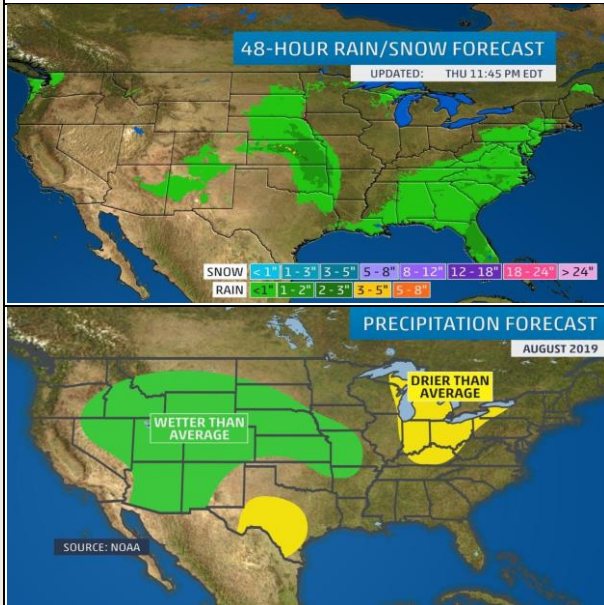 48-HOUR RAIN/SNOW FORECAST
UPDATED: THU 11:45 PM EDT
SNOW <1" 1-3" 3-5" 5-8" 8-12" 12-18" 18-24" >24"
RAIN <1" 1-2" 2-3" 3-5" 5-8"
PRECIPITATION FORECAST
AUGUST 2019
DRIER THAN
AVERAGE
WETTER THAN
AVERAGE
SOURCE: NOAA